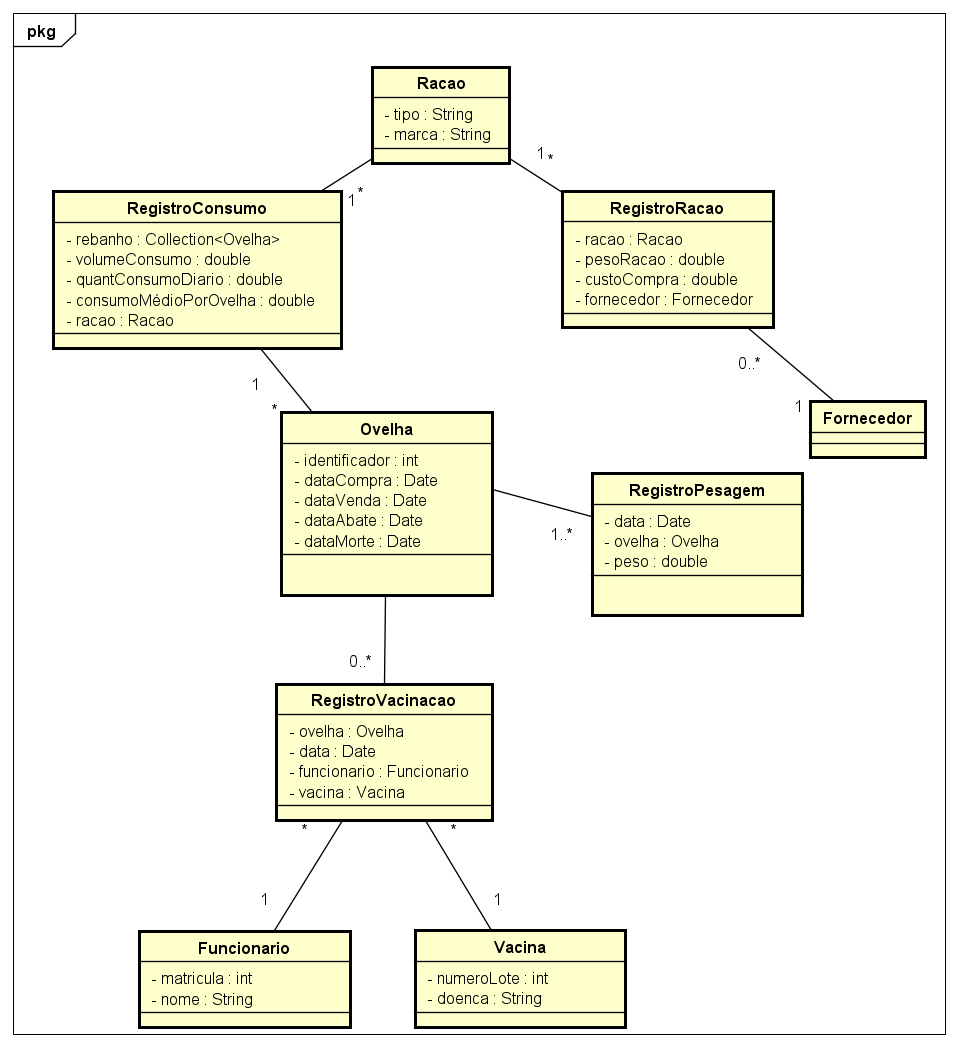 pkg
Racao
- tipo : String
- marca : String
1
*
1
*
RegistroConsumo
- rebanho : Collection<Ovelha>
- volumeConsumo : double
- quantConsumoDiario : double
- consumoMédioPorOvelha : double
- racao : Racao
RegistroRacao
- racao : Racao
- pesoRacao : double
- custoCompra : double
- fornecedor : Fornecedor
0..*
1
Fornecedor
1
*
Ovelha
- identificador : int
- dataCompra : Date
- dataVenda : Date
- dataAbate : Date
- dataMorte : Date
1..*
RegistroPesagem
- data : Date
- ovelha : Ovelha
- peso : double
0..*
RegistroVacinacao
- ovelha : Ovelha
- data : Date
- funcionario : Funcionario
- vacina : Vacina
*
*
1
1
Funcionario
- matricula : int
- nome : String
Vacina
- numeroLote : int
- doenca : String